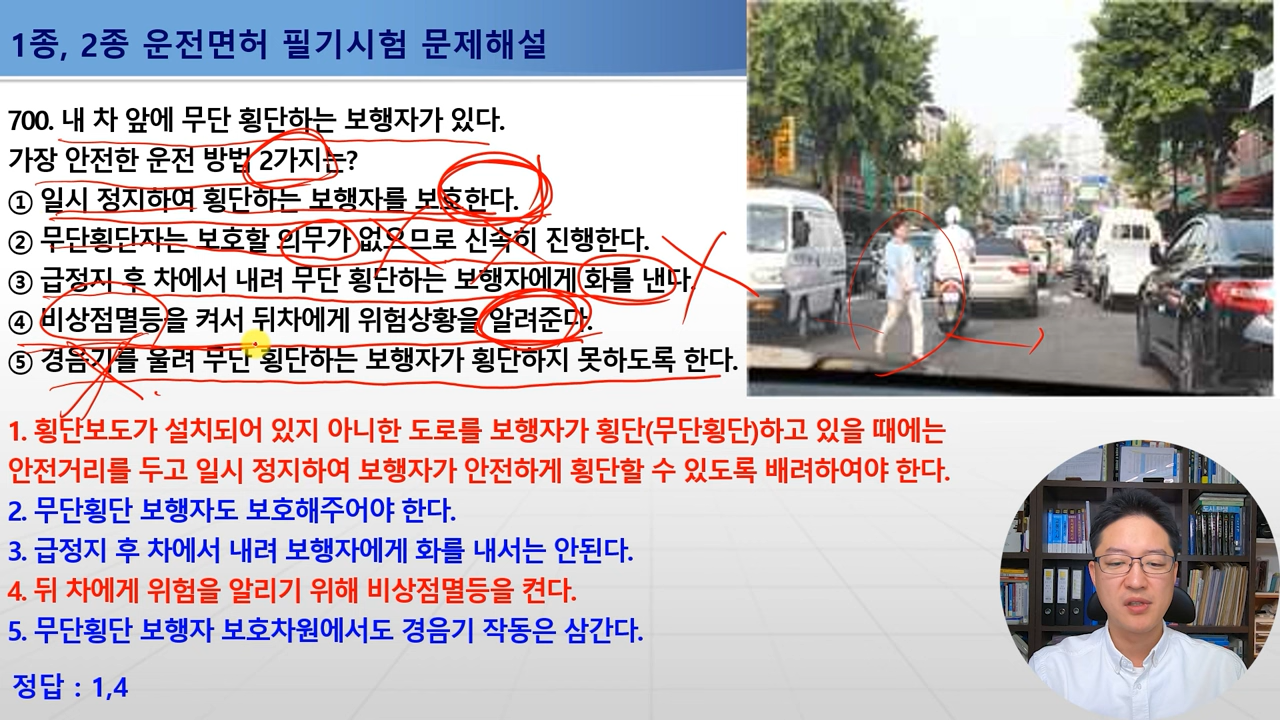 1종, 2종 운전면허 필기시험 문제해설
700. 내 차 앞에 무단 횡단하는 보행자가 있다.
가장 안전한 운전 방법 2가지는?
① 일시 정지하여 횡단하는 보행자를 보호한다.
② 무단횡단자는 보호할 의무가 없으므로 신속히 진행한다.
③ 급정지 후 차에서 내려 무단 횡단하는 보행자에게 화를 낸다.
④ 비상점멸등을 켜서 뒤차에게 위험상황을 알려준다.
⑤ 경음기를 울려 무단 횡단하는 보행자가 횡단하지 못하도록 한다.
1. 횡단보도가 설치되어 있지 아니한 도로를 보행자가 횡단(무단횡단)하고 있을 때에는
안전거리를 두고 일시 정지하여 보행자가 안전하게 횡단할 수 있도록 배려하여야 한다.
2. 무단횡단 보행자도 보호해주어야 한다.
3. 급정지 후 차에서 내려 보행자에게 화를 내서는 안된다.
4. 뒤 차에게 위험을 알리기 위해 비상점멸등을 켠다.
5. 무단횡단 보행자 보호차원에서도 경음기 작동은 삼간다.
정답 : 1,4